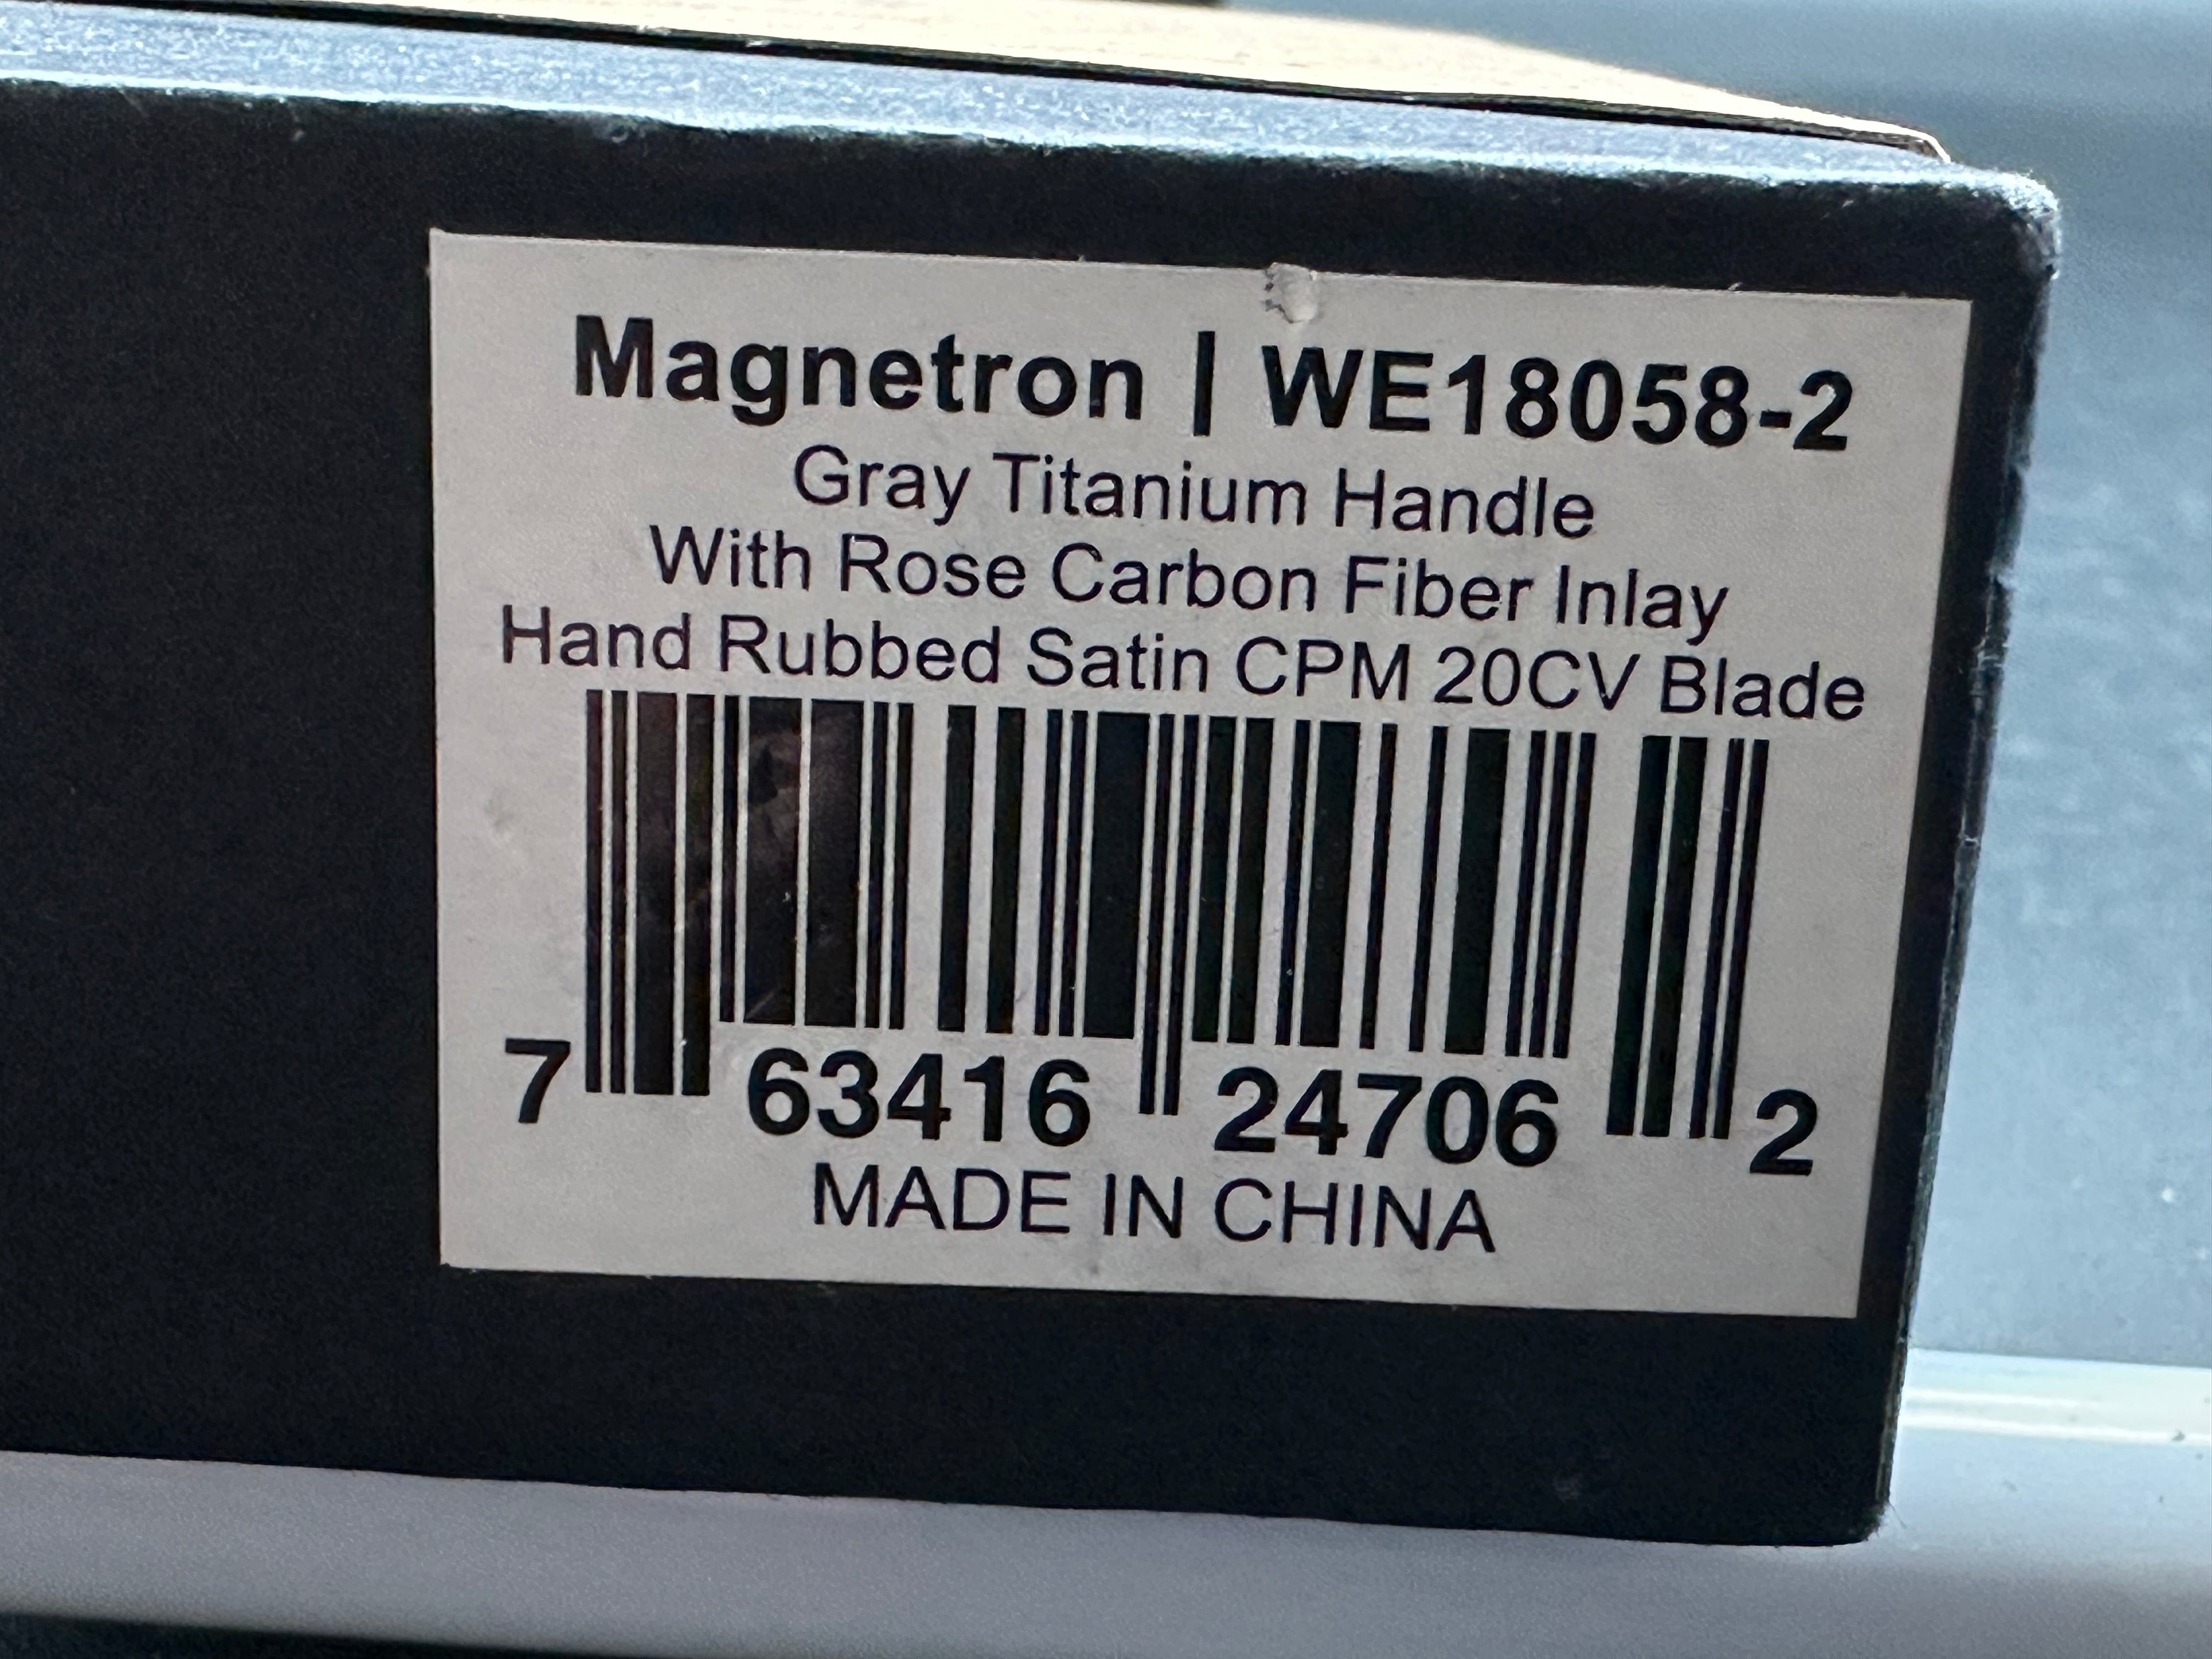 Magnetron | WE18058-2
Gray Titanium Handle
With Rose Carbon Fiber Inlay
Hand Rubbed Satin CPM 20CV Blade
7 63416 24706 2
MADE IN CHINA